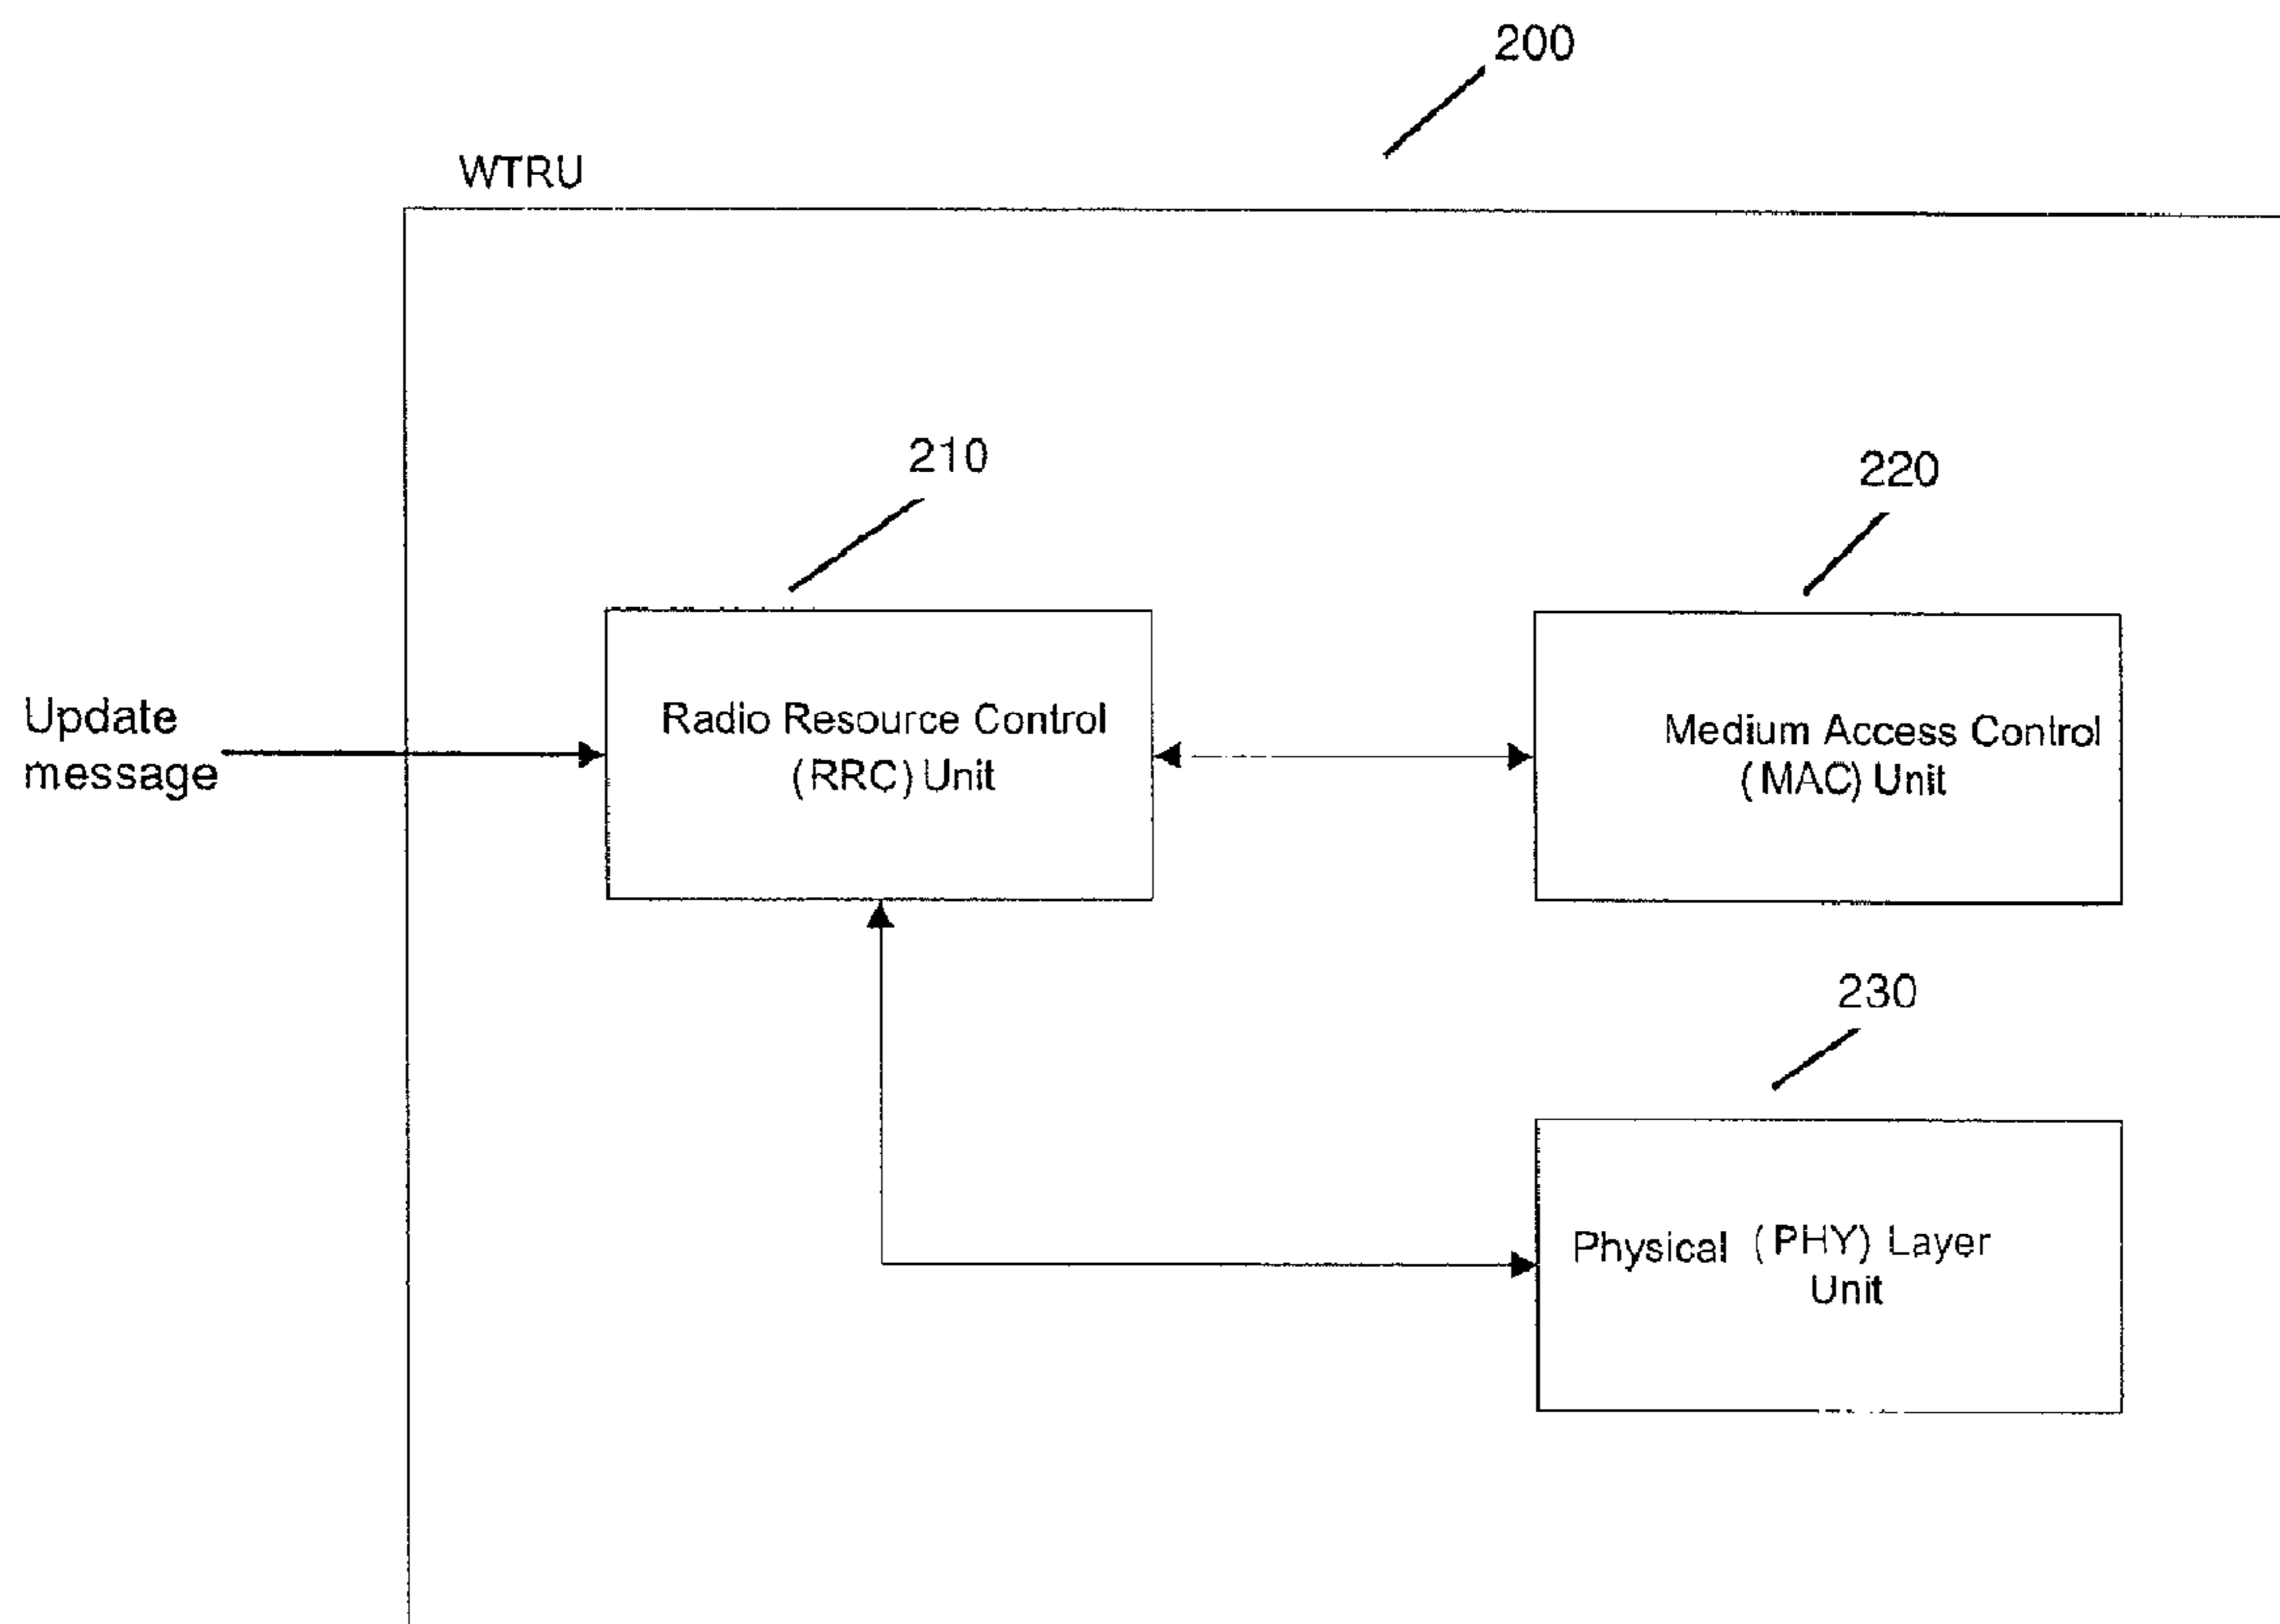 200
WTRU
210
220
Update
message
Radio Resource Control
(RRC) Unit
Medium Access Control
(MAC) Unit
230
Physical (PHY) Layer
Unit